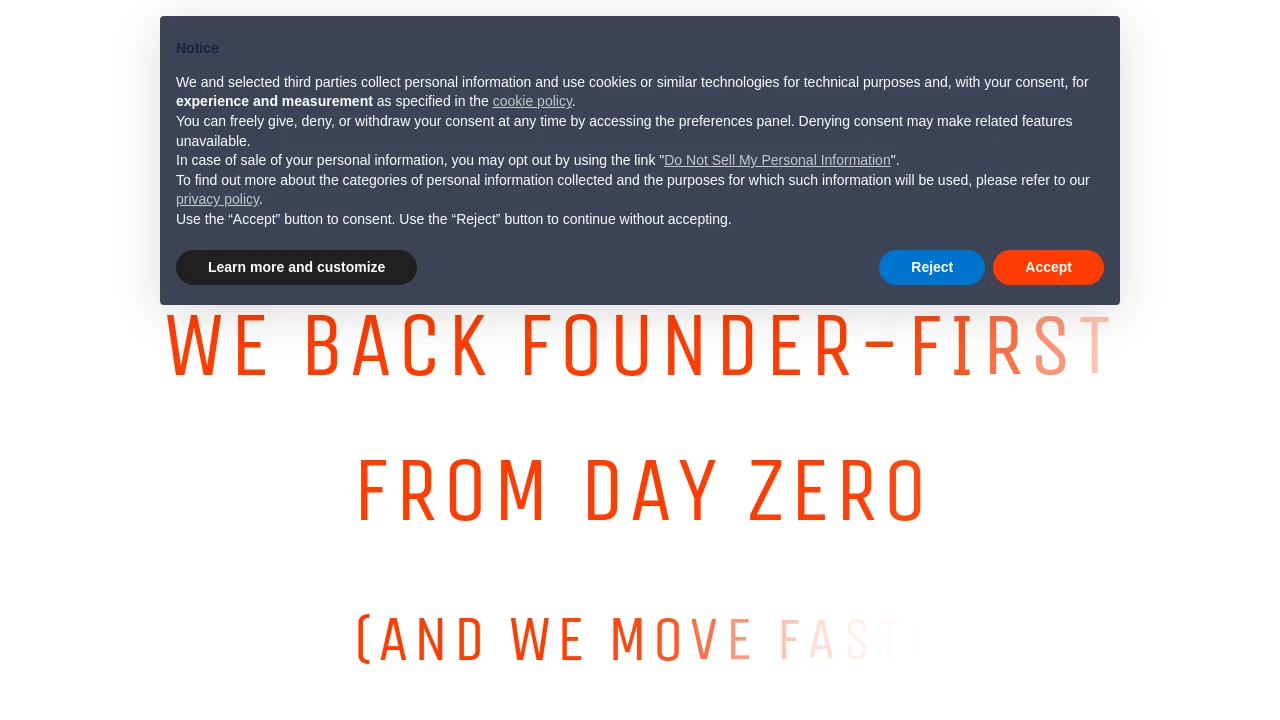 Notice
We and selected third parties collect personal information and use cookies or similar technologies for technical purposes and, with your consent, for
experience and measurement as specified in the cookie policy.
You can freely give, deny, or withdraw your consent at any time by accessing the preferences panel. Denying consent may make related features
unavailable.
In case of sale of your personal information, you may opt out by using the link "Do Not Sell My Personal Information".
To find out more about the categories of personal information collected and the purposes for which such information will be used, please refer to our
privacy policy.
Use the “Accept” button to consent. Use the “Reject” button to continue without accepting.
Learn more and customize
Reject
Accept
WE BACK FOUNDER-FIRST
FROM DAY ZERO
(AND WE MOVE FAST)